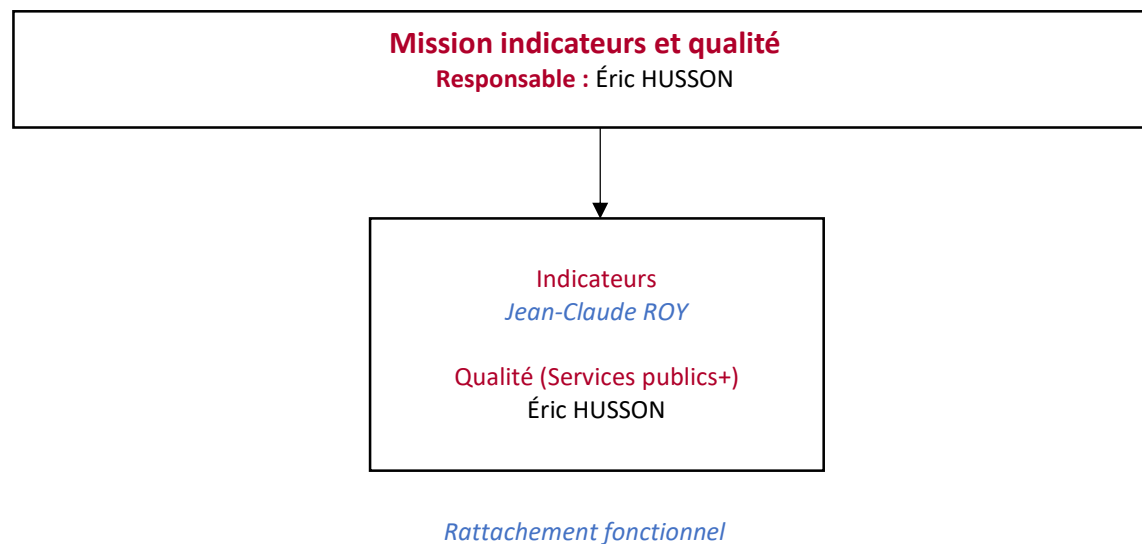 Mission indicateurs et qualité
Responsable : Éric HUSSON
Indicateurs
Jean-Claude ROY
Qualité (Services publics+)
Éric HUSSON
Rattachement fonctionnel